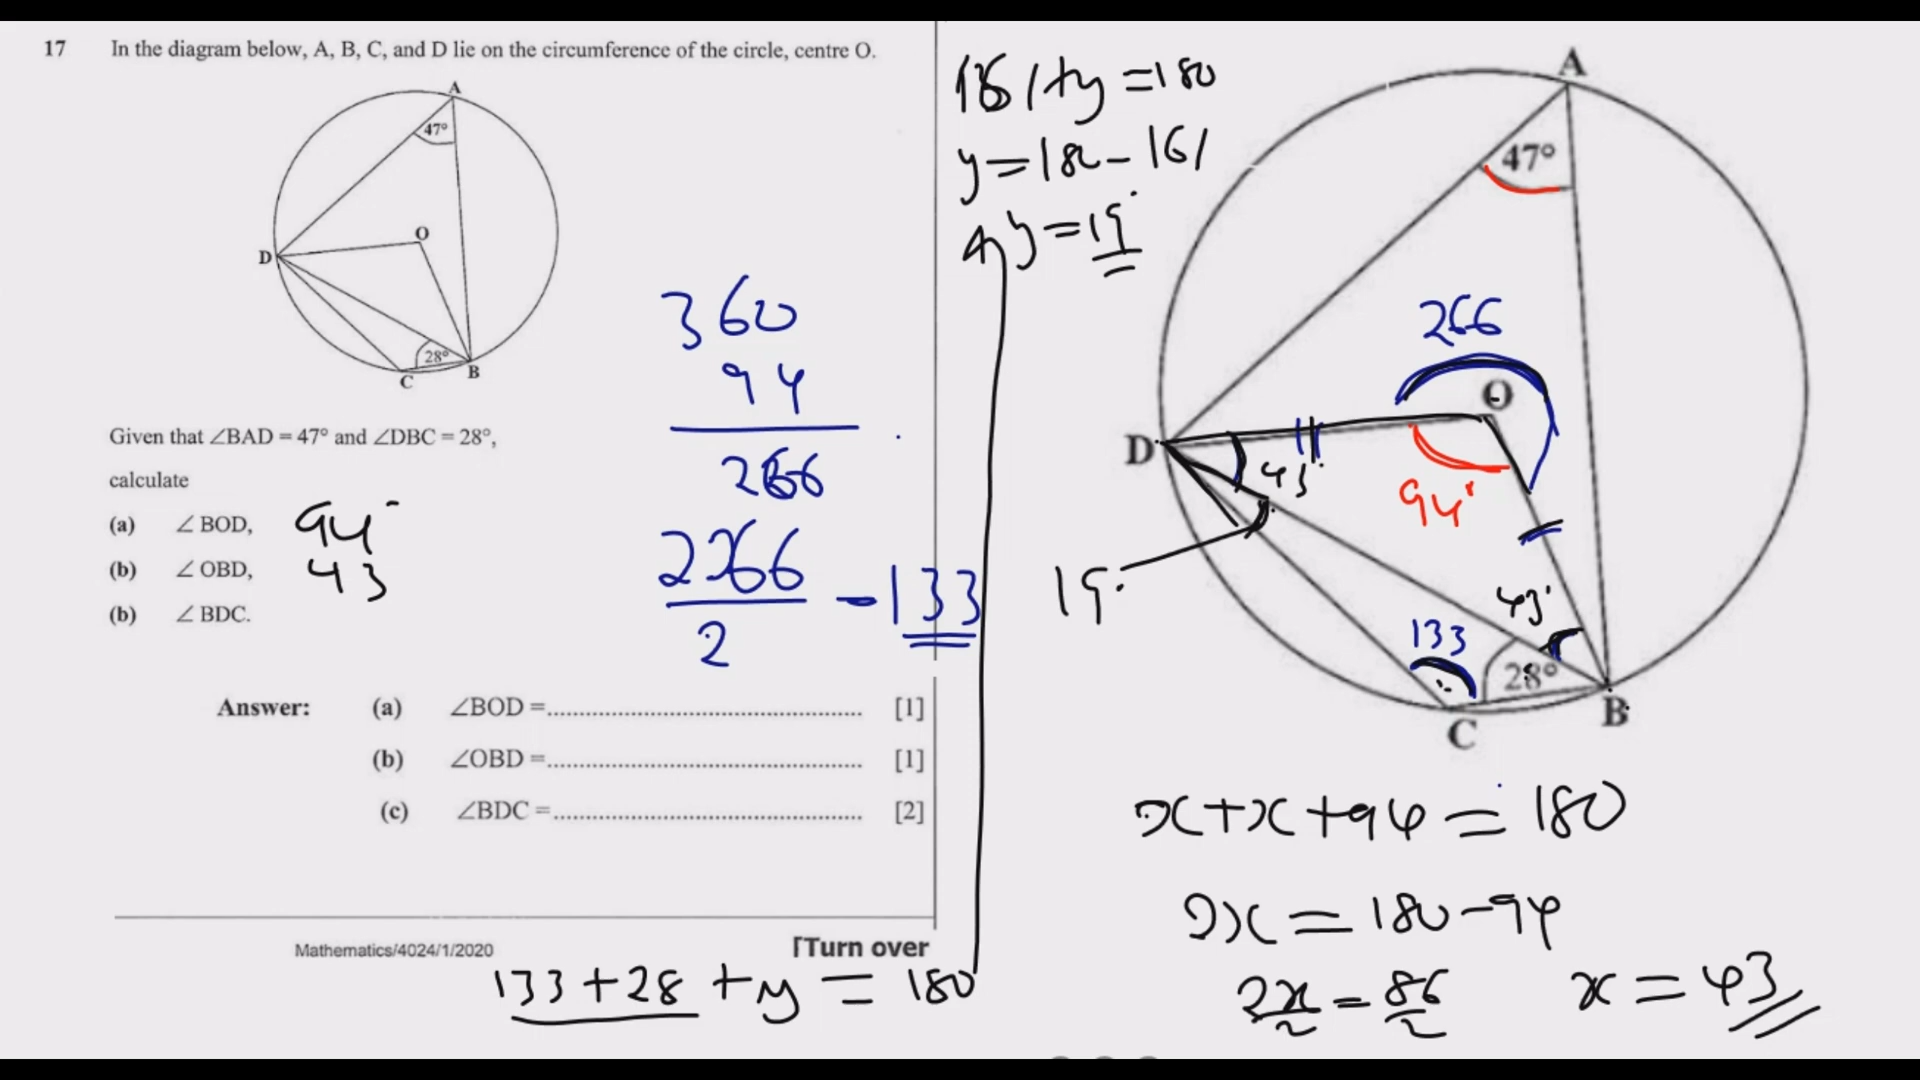 17 In the diagram below, A, B, C, and D lie on the circumference of the circle, centre O.
A
47°
O
D
28°
C
B
Given that ∠BAD = 47° and ∠DBC = 28°,
calculate
(a) ∠ BOD, 94°
(b) ∠ OBD, 43
(b) ∠ BDC.
360
94
266
266
2
-133
Answer: (a) ∠BOD =........................ [1]
(b) ∠OBD =........................ [1]
(c) ∠BDC =........................ [2]
Mathematics/4024/1/2020
[Turn over
133 + 28 + y = 180
161 + y = 180
y = 180 - 161
y = 19°
A
47°
266
O
D
43
94°
19
43°
133
28°
C
B
x + x + 94 = 180
2x = 180 - 94
2x = 86
2 2
x = 43